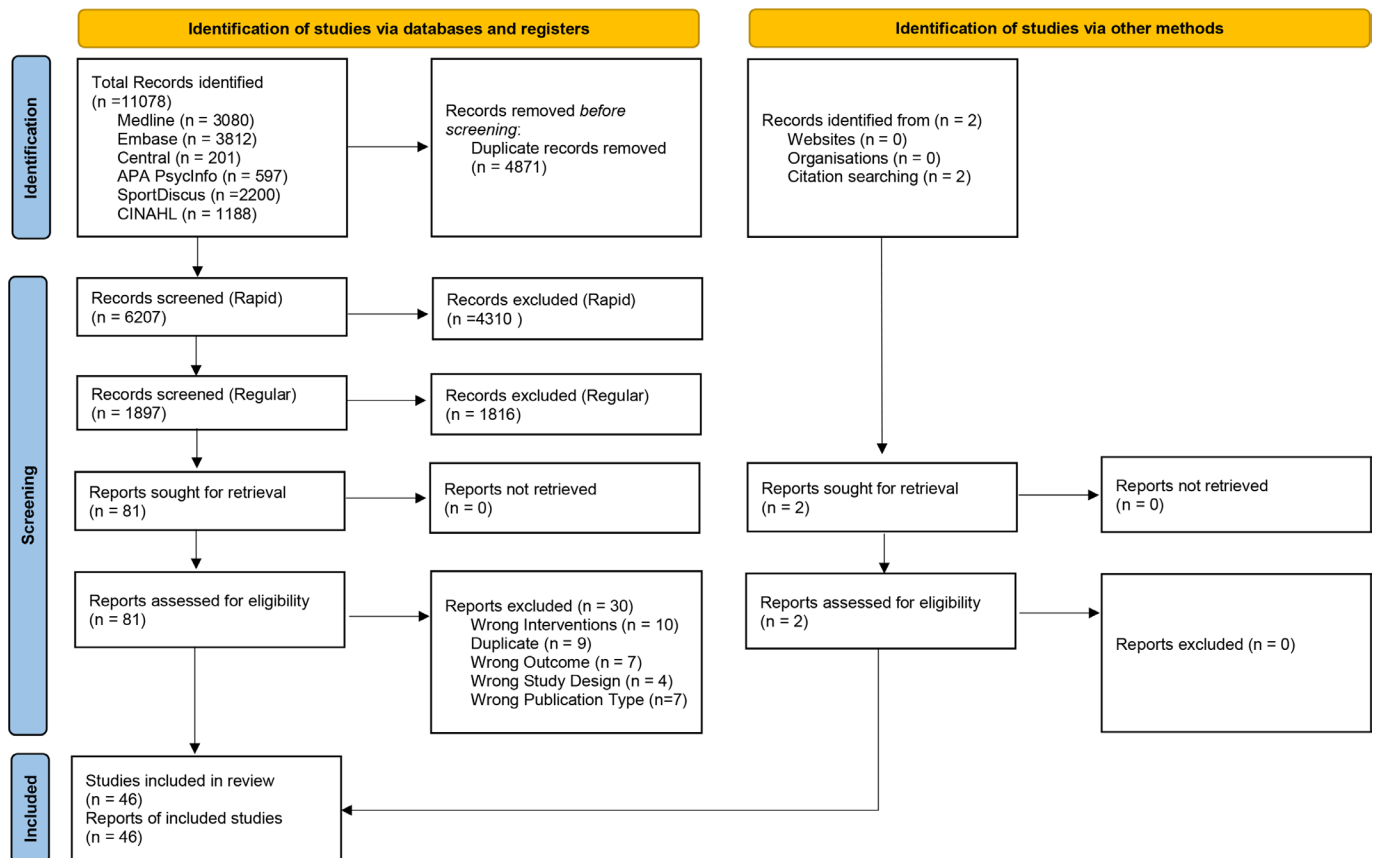 Identification of studies via databases and registers
Identification of studies via other methods
Identification
Total Records identified
(n =11078)
Medline (n = 3080)
Embase (n = 3812)
Central (n = 201)
APA PsycInfo (n = 597)
SportDiscus (n =2200)
CINAHL (n = 1188)
Records removed before
screening:
Duplicate records removed
(n = 4871)
Records identified from (n = 2)
Websites (n = 0)
Organisations (n = 0)
Citation searching (n = 2)
Screening
Records screened (Rapid)
(n = 6207)
Records excluded (Rapid)
(n =4310 )
Records screened (Regular)
(n = 1897)
Records excluded (Regular)
(n = 1816)
Reports sought for retrieval
(n = 81)
Reports not retrieved
(n = 0)
Reports sought for retrieval
(n = 2)
Reports not retrieved
(n = 0)
Reports assessed for eligibility
(n = 81)
Reports excluded (n = 30)
Wrong Interventions (n = 10)
Duplicate (n = 9)
Wrong Outcome (n = 7)
Wrong Study Design (n = 4)
Wrong Publication Type (n=7)
Reports assessed for eligibility
(n = 2)
Reports excluded (n = 0)
Included
Studies included in review
(n = 46)
Reports of included studies
(n = 46)